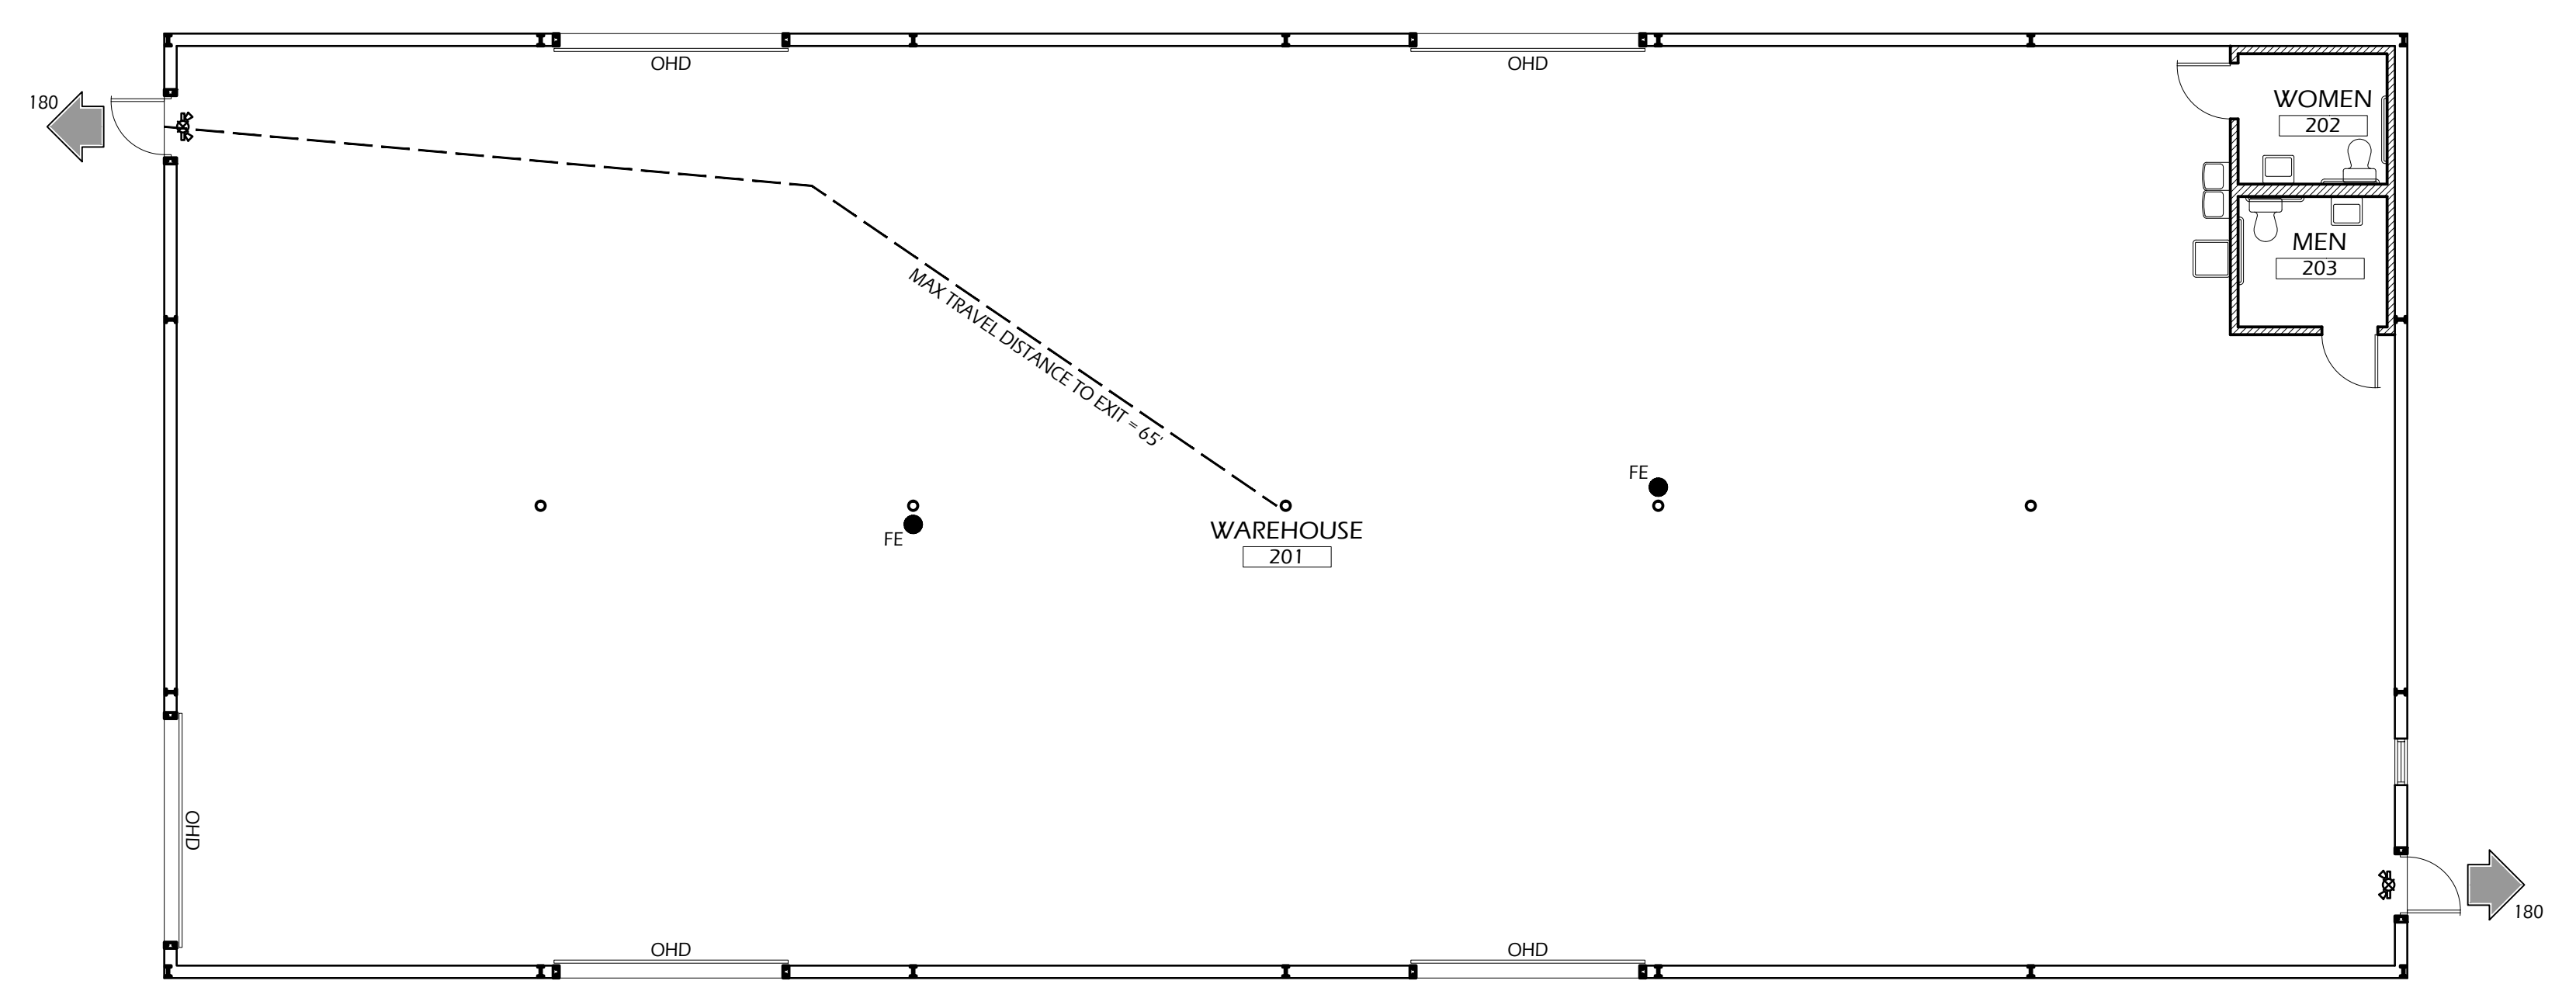 OHD
OHD
180
WOMEN
202
MEN
203
MAX TRAVEL DISTANCE TO EXIT = 65'
FE
FE
WAREHOUSE
201
OHD
180
OHD
OHD